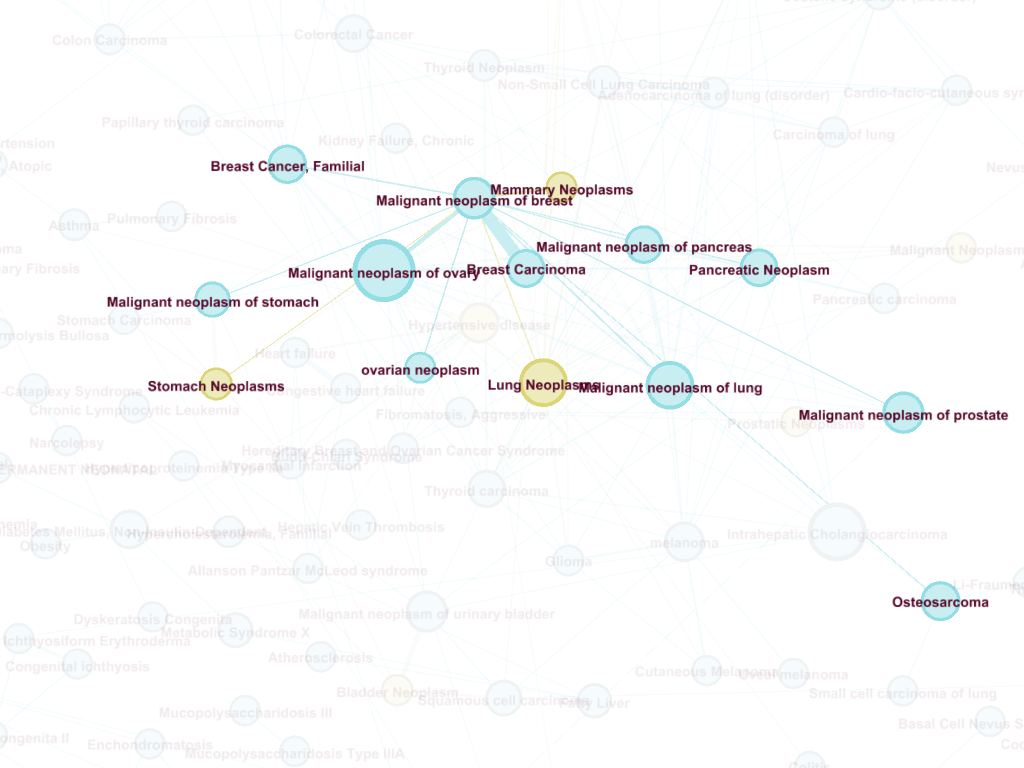 Colorectal Cancer
Colon Carcinoma
Thyroid Neoplasm
Non-Small Cell Lung Carcinoma
Adenocarcinoma of lung (disorder)
Cardio-facio-cutaneous syn
Papillary thyroid carcinoma
Carcinoma of lung
Kidney Failure, Chronic
rtension
Atopic
Breast Cancer, Familial
Nevus
Mammary Neoplasms
Malignant neoplasm of breast
Pulmonary Fibrosis
Asthma
Malignant neoplasm of pancreas
Malignant Neoplasm
ary Fibrosis
Malignant neoplasm of ovary
Breast Carcinoma
Pancreatic Neoplasm
Pancreatic carcinoma
Malignant neoplasm of stomach
Stomach Carcinoma
Hypertensive disease
rmolysis Bullosa
Heart failure
ovarian neoplasm
Stomach Neoplasms
Lung Neoplasms
Malignant neoplasm of lung
-Cataplexy Syndrome
Congestive heart failure
Chronic Lymphocytic Leukemia
Fibromatosis, Aggressive
Malignant neoplasm of prostate
Prostatic Neoplasms
Narcolepsy
Hereditary Breast and Ovarian Cancer Syndrome
Budd-Chiari Syndrome
ERMANENT NEONATAL
Myocardial Infarction
Thyroid carcinoma
Diabetes Mellitus, Non-Insulin-Dependent
Hypercholesterolemia, Familial
Hepatic Vein Thrombosis
Intrahepatic Cholangiocarcinoma
Obesity
melanoma
Glioma
Allanson Pantzar McLeod syndrome
Li-Fraume
Osteosarcoma
Malignant neoplasm of urinary bladder
Dyskeratosis Congenita
Metabolic Syndrome X
Ichthyosiform Erythroderma
Atherosclerosis
Congenital ichthyosis
Cutaneous Melanoma
Uveal melanoma
Bladder Neoplasm
Squamous cell carcinoma
Fatty Liver
Small cell carcinoma of lung
Mucopolysaccharidosis III
Basal Cell Nevus S
ongenita II
Enchondromatosis
Mucopolysaccharidosis Type IIIA
Coc
Colitis